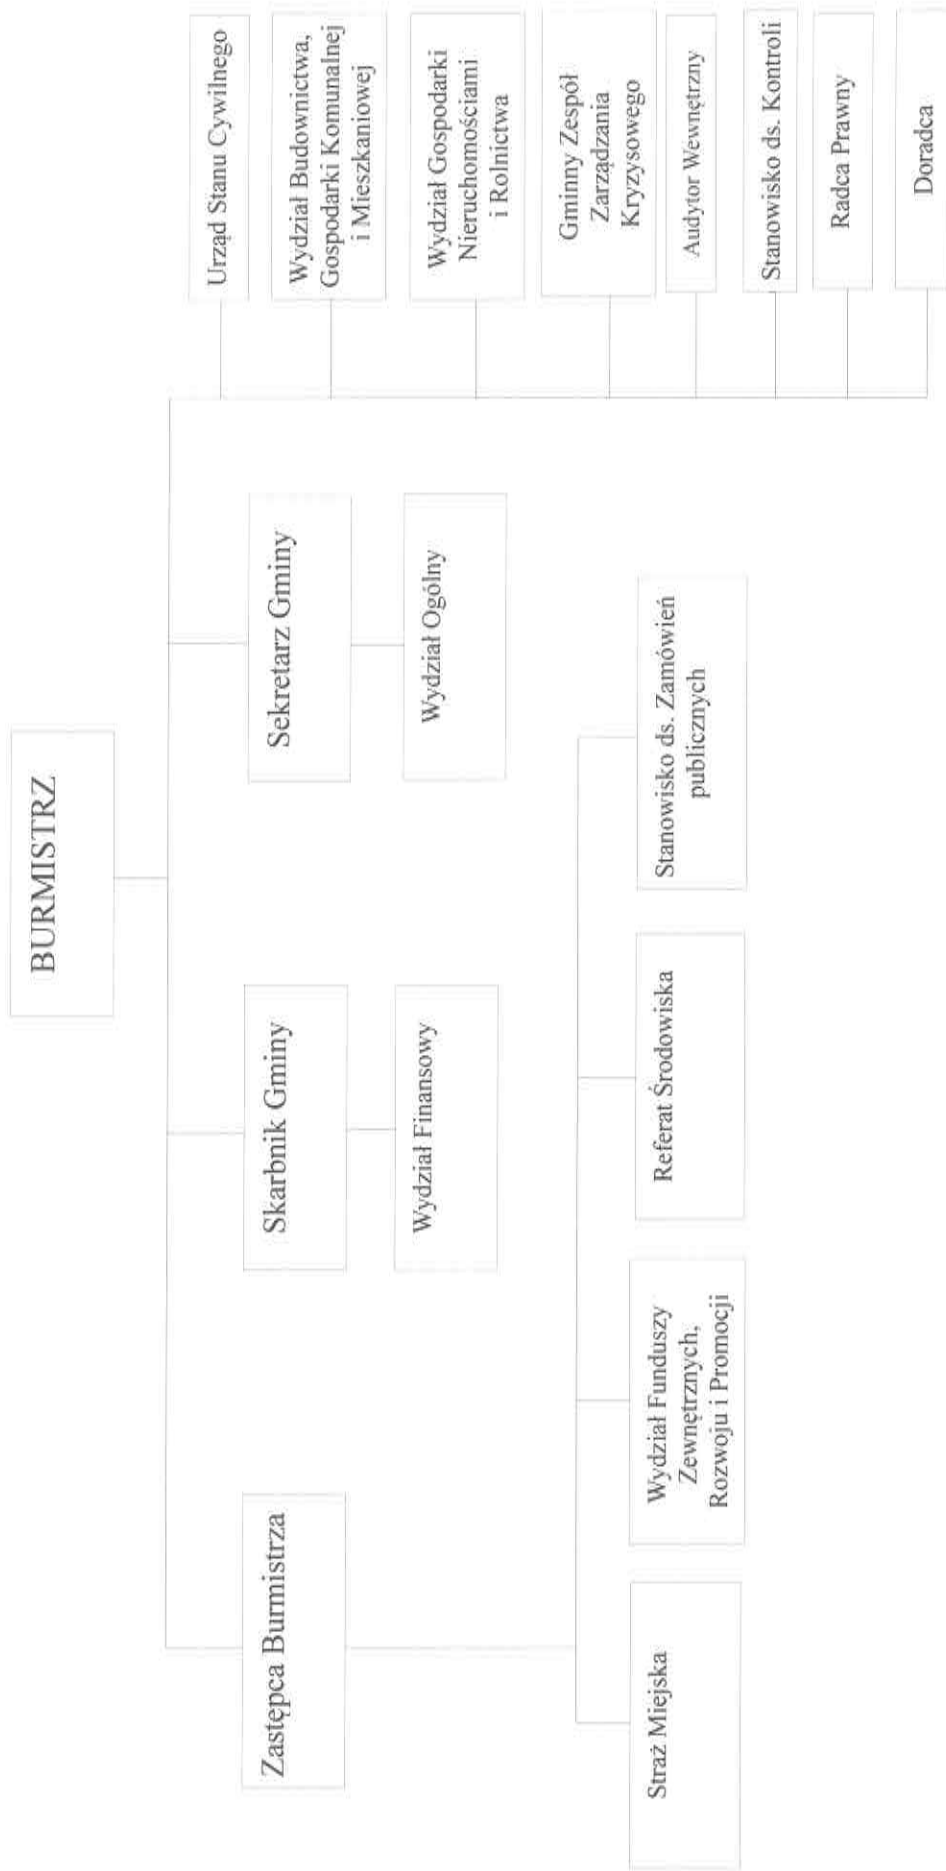 BURMISTRZ
Zastępca Burmistrza
Skarbnik Gminy
Sekretarz Gminy
Wydział Finansowy
Wydział Ogólny
Straż Miejska
Wydział Funduszy
Zewnętrznych,
Rozwoju i Promocji
Referat Środowiska
Stanowisko ds. Zamówień
publicznych
Urząd Stanu Cywilnego
Wydział Budownictwa,
Gospodarki Komunalnej
i Mieszkaniowej
Wydział Gospodarki
Nieruchomościami
i Rolnictwa
Gminny Zespół
Zarządzania
Kryzysowego
Audytor Wewnętrzny
Stanowisko ds. Kontroli
Radca Prawny
Doradca